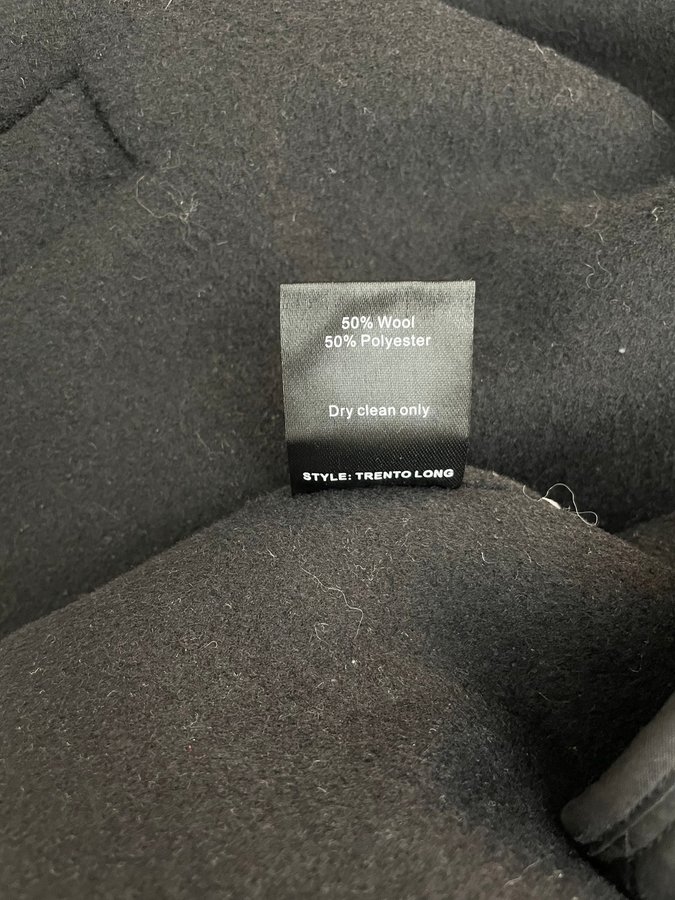 50% Wool
50% Polyester
Dry clean only
STYLE: TRENTO LONG